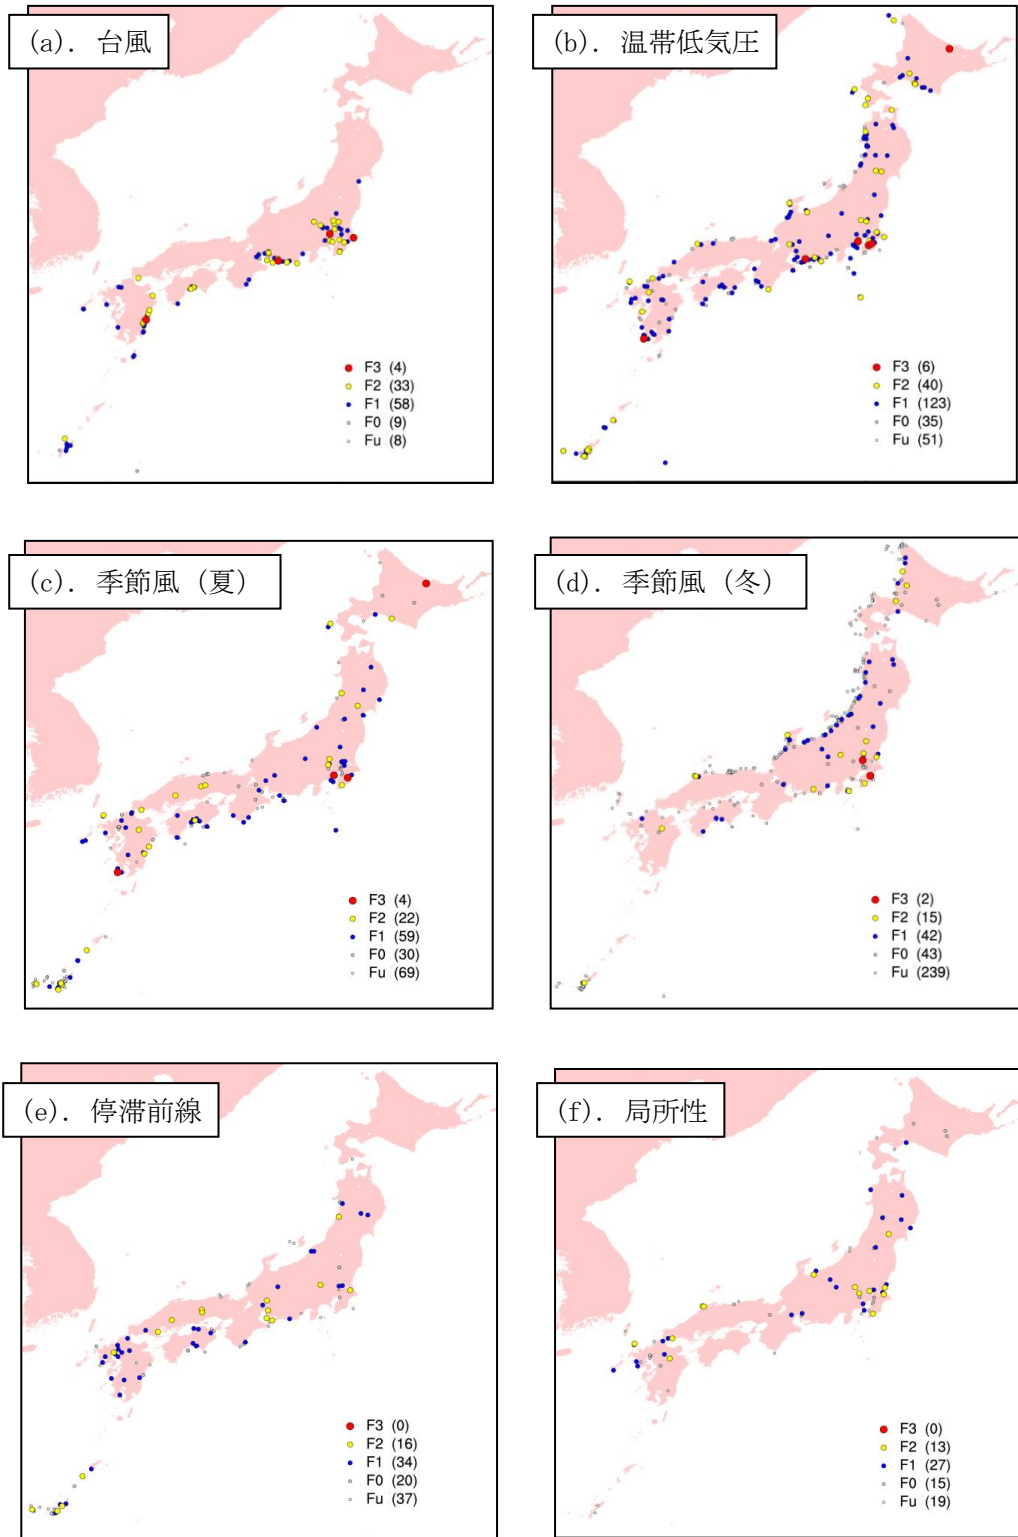 (a). 台風
F3 (4)
F2 (33)
F1 (58)
F0 (9)
Fu (8)
(b). 温帯低気圧
F3 (6)
F2 (40)
F1 (123)
F0 (35)
Fu (51)
(c). 季節風 (夏)
F3 (4)
F2 (22)
F1 (59)
F0 (30)
Fu (69)
(d). 季節風 (冬)
F3 (2)
F2 (15)
F1 (42)
F0 (43)
Fu (239)
(e). 停滞前線
F3 (0)
F2 (16)
F1 (34)
F0 (20)
Fu (37)
(f). 局所性
F3 (0)
F2 (13)
F1 (27)
F0 (15)
Fu (19)